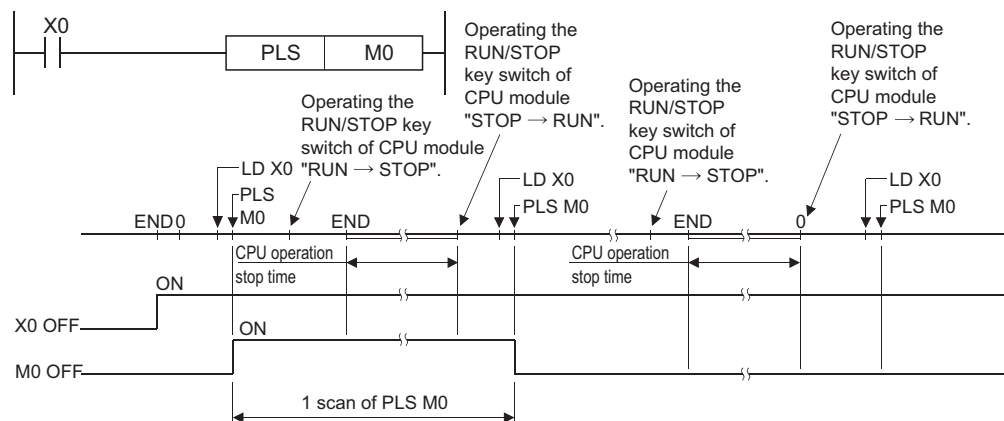 X0
PLS M0
Operating the
RUN/STOP key
switch of CPU module
"RUN → STOP".
Operating the
RUN/STOP
key switch of
CPU module
"STOP → RUN".
Operating the
RUN/STOP
key switch of
CPU module
"RUN → STOP".
Operating the
RUN/STOP
key switch of
CPU module
"STOP → RUN".
LD X0
PLS
M0
LD X0
PLS M0
LD X0
PLS M0
END 0
END
END
0
CPU operation
stop time
CPU operation
stop time
ON
X0 OFF
ON
M0 OFF
1 scan of PLS M0